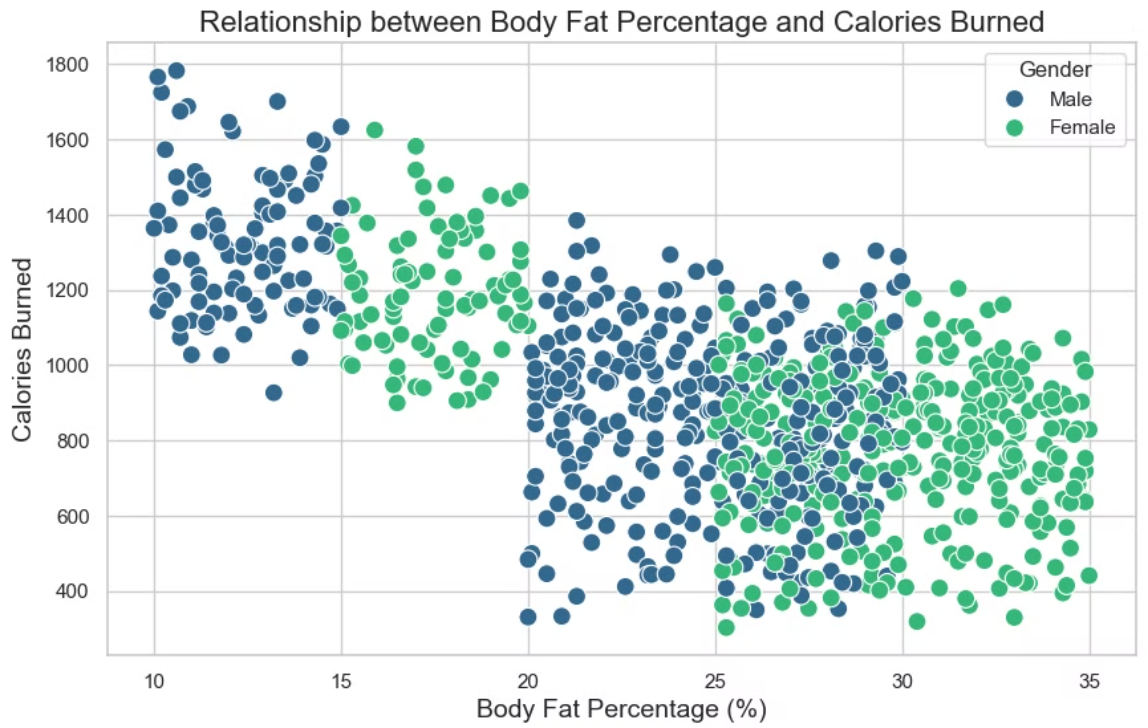 Relationship between Body Fat Percentage and Calories Burned
1800
1600
1400
1200
1000
800
600
400
Calories Burned
10 15 20 25 30 35
Body Fat Percentage (%)
Gender
Male
Female